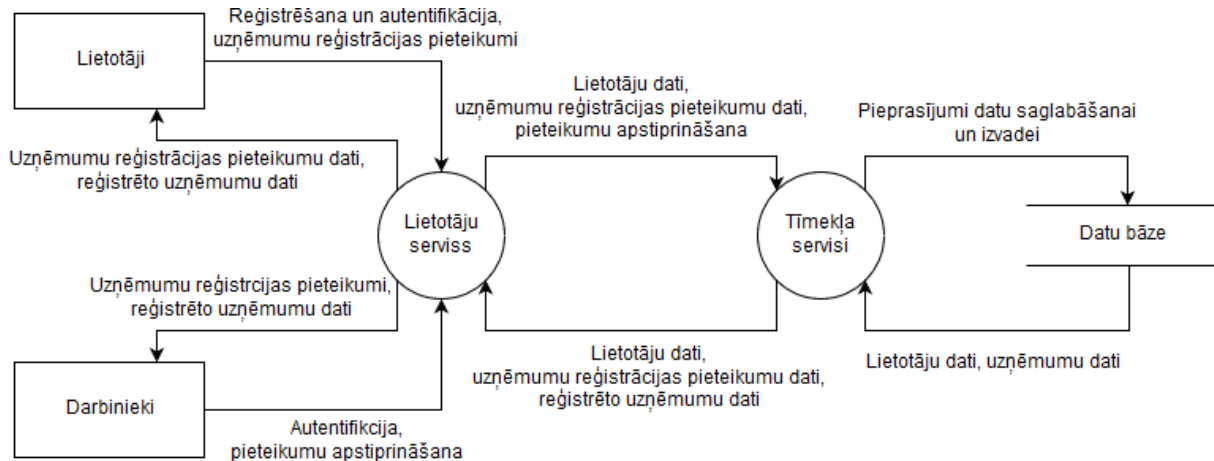 Reģistrēšana un autentifikācija,
uzņēmumu reģistrācijas pieteikumi
Lietotāji
Lietotāju dati,
uzņēmumu reģistrācijas pieteikumu dati,
pieteikumu apstiprināšana
Pieprasījumi datu saglabāšanai
un izvadei
Uzņēmumu reģistrācijas pieteikumu dati,
reģistrēto uzņēmumu dati
Lietotāju
serviss
Tīmekļa
servisi
Datu bāze
Uzņēmumu reģistrcijas pieteikumi,
reģistrēto uzņēmumu dati
Lietotāju dati,
uzņēmumu reģistrācijas pieteikumu dati,
reģistrēto uzņēmumu dati
Lietotāju dati, uzņēmumu dati
Darbinieki
Autentifikcija,
pieteikumu apstiprināšana